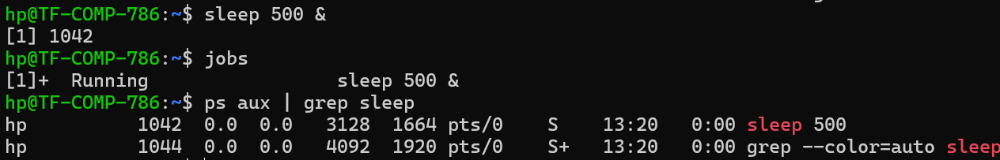 hp@TF-COMP-786:~$ sleep 500 &
[1] 1042
hp@TF-COMP-786:~$ jobs
[1]+  Running                 sleep 500 &
hp@TF-COMP-786:~$ ps aux | grep sleep
hp          1042  0.0  0.0   3128  1664 pts/0    S    13:20   0:00 sleep 500
hp          1044  0.0  0.0   4092  1920 pts/0    S+   13:20   0:00 grep --color=auto sleep